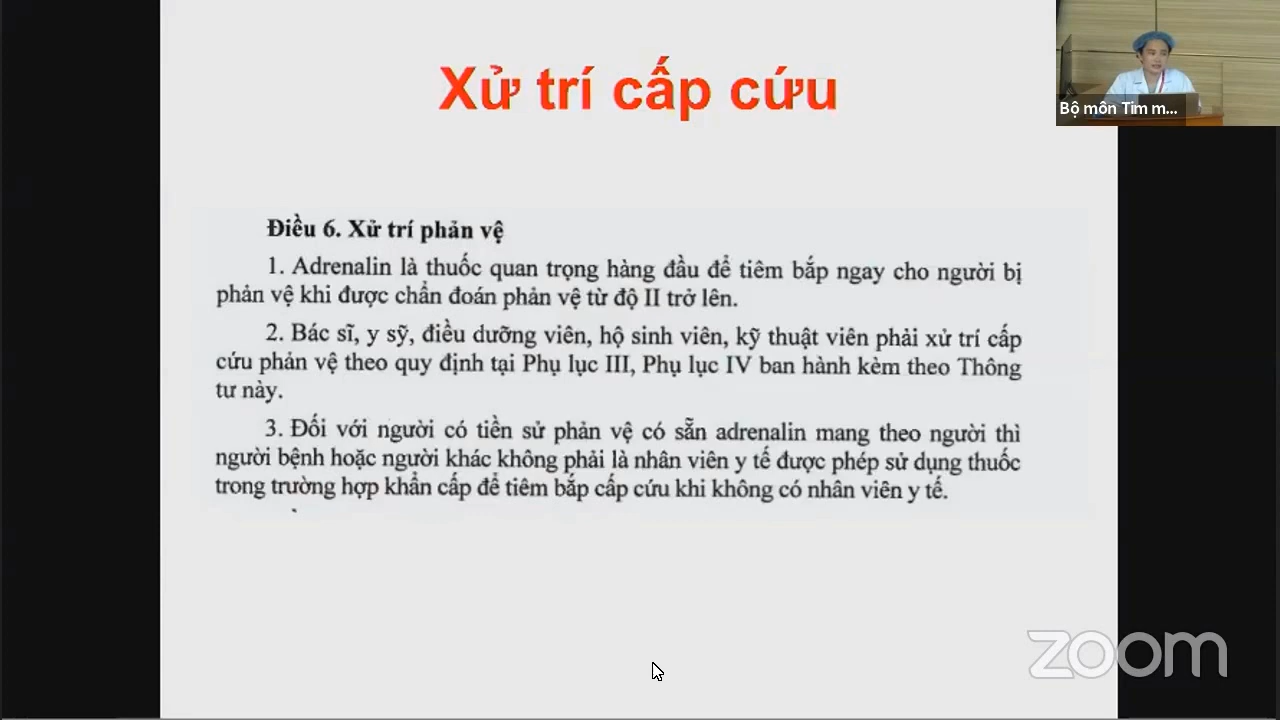 Xử trí cấp cứu
Bộ môn Tim m...
Điều 6. Xử trí phản vệ
1. Adrenalin là thuốc quan trọng hàng đầu để tiêm bắp ngay cho người bị
phản vệ khi được chẩn đoán phản vệ từ độ II trở lên.
2. Bác sĩ, y sỹ, điều dưỡng viên, hộ sinh viên, kỹ thuật viên phải xử trí cấp
cứu phản vệ theo quy định tại Phụ lục III, Phụ lục IV ban hành kèm theo Thông
tư này.
3. Đối với người có tiền sử phản vệ có sẵn adrenalin mang theo người thì
người bệnh hoặc người khác không phải là nhân viên y tế được phép sử dụng thuốc
trong trường hợp khẩn cấp để tiêm bắp cấp cứu khi không có nhân viên y tế.
zoom